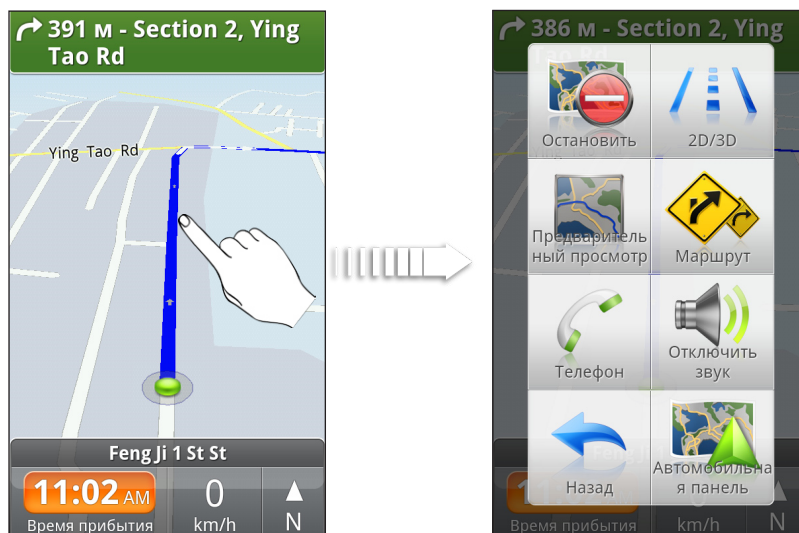 391 м - Section 2, Ying
Tao Rd
Ying Tao Rd
Feng Ji 1 St St
11:02 AM
Время прибытия
0
km/h
N
386 м - Section 2, Ying
Tao Rd
Остановить
2D/3D
Предваритель
ный просмотр
Маршрут
Телефон
Отключить
звук
Назад
Автомобильна
я панель
km/h
N